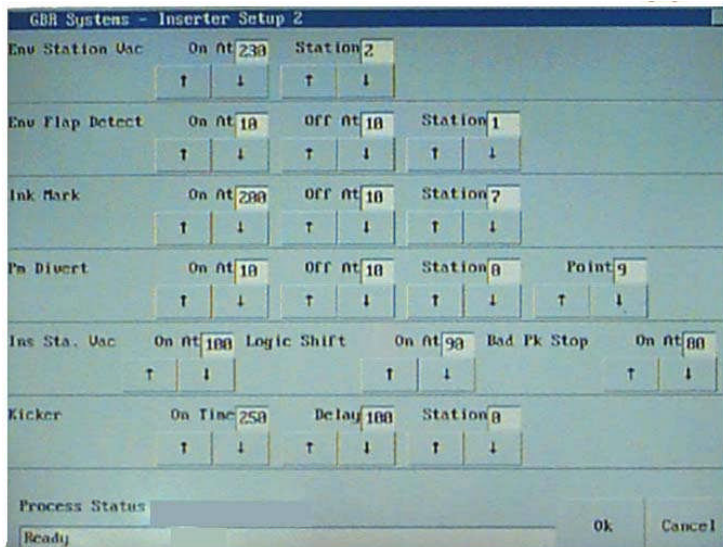 GBR Systems - Inserter Setup 2
Env Station Vac On At 230 Station 2
↑ ↓ ↑ ↓
Env Flap Detect On At 10 Off At 10 Station 1
↑ ↓ ↑ ↓ ↑ ↓
Ink Mark On At 200 Off At 10 Station 7
↑ ↓ ↑ ↓ ↑ ↓
Pm Divert On At 10 Off At 10 Station 0 Point 9
↑ ↓ ↑ ↓ ↑ ↓ ↑ ↓
Ins Sta. Vac On At 100 Logic Shift On At 90 Bad Pk Stop On At 80
↑ ↓ ↑ ↓ ↑ ↓
Kicker On Time 250 Delay 100 Station 0
↑ ↓ ↑ ↓ ↑ ↓
Process Status
Ready Ok Cancel